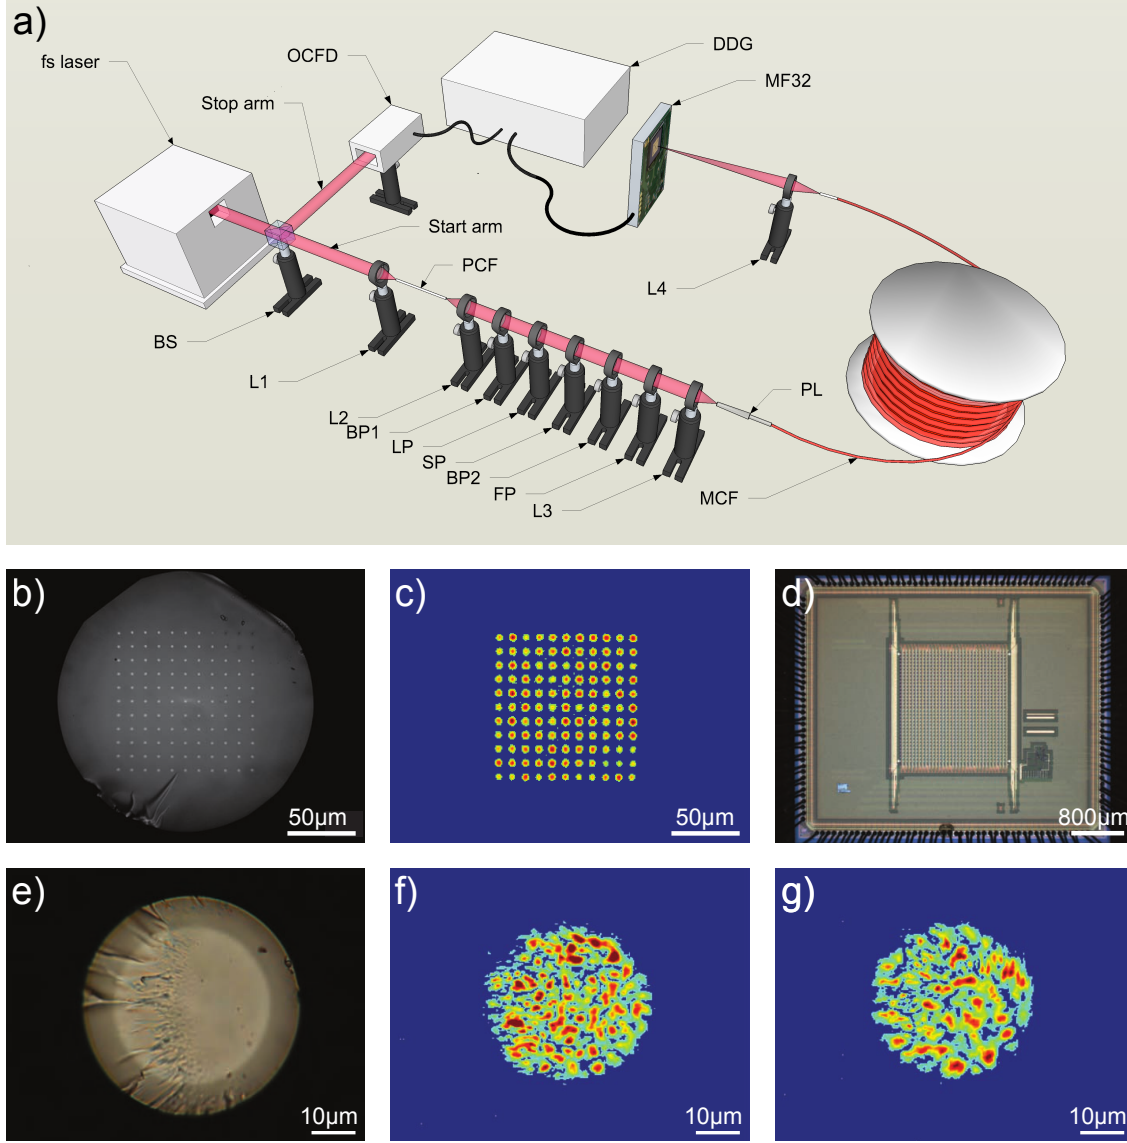 a)
fs laser
Stop arm
OCFD
DDG
MF32
Start arm
PCF
BS
L1
L2
BP1
LP
SP
BP2
FP
L3
L4
PL
MCF
b)
50µm
c)
50µm
d)
800µm
e)
10µm
f)
10µm
g)
10µm